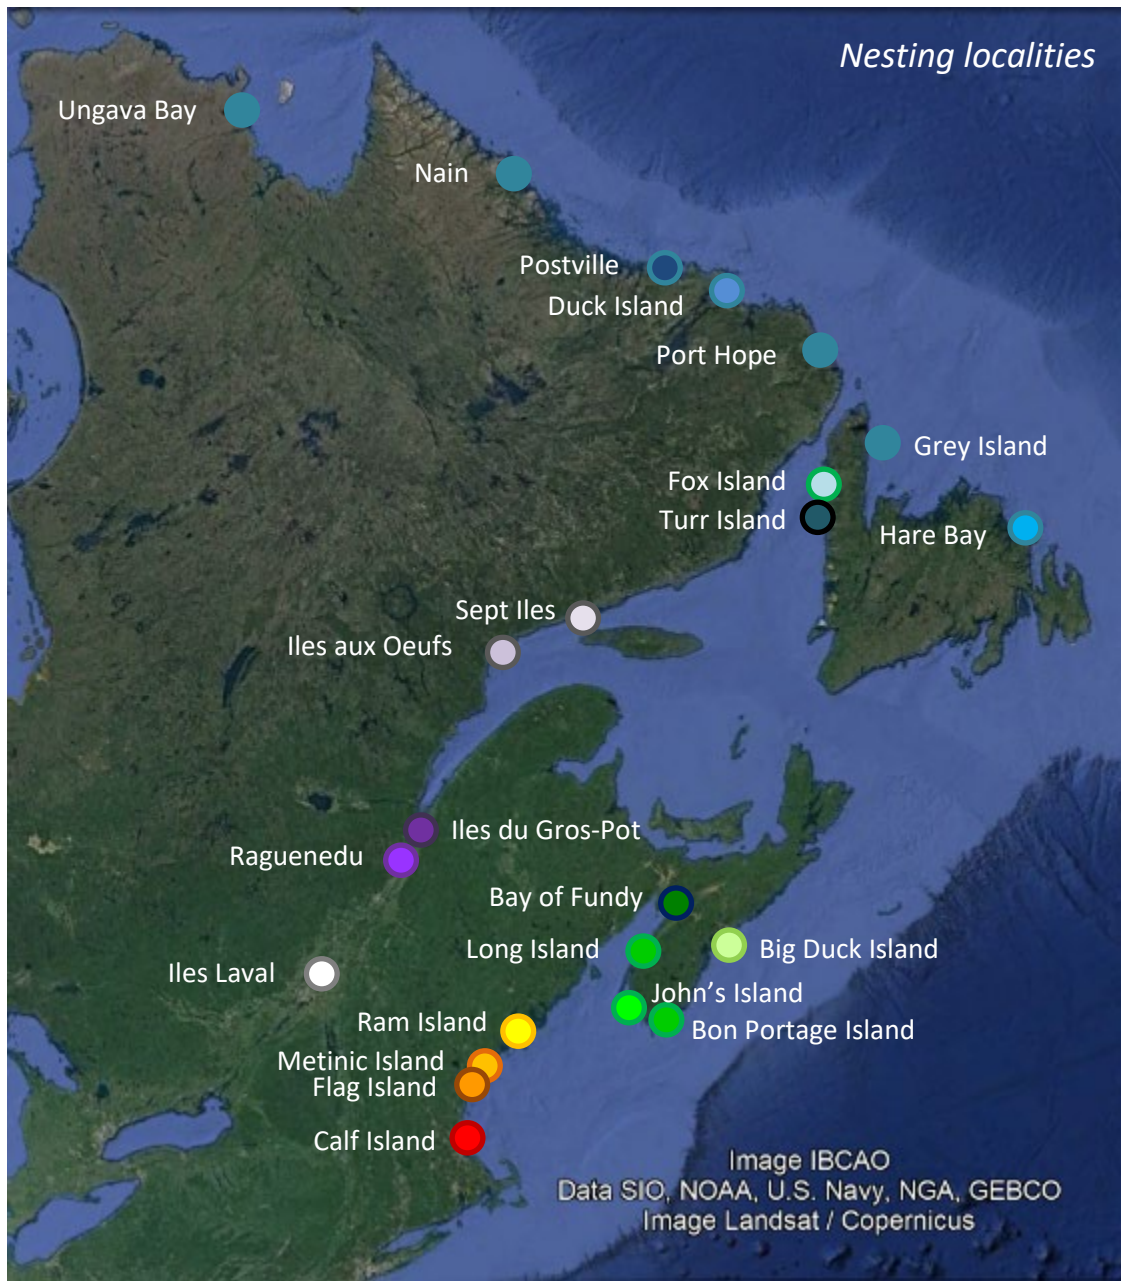 Nesting localities
Ungava Bay
Nain
Postville
Duck Island
Port Hope
Grey Island
Fox Island
Turr Island
Hare Bay
Sept Iles
Iles aux Oeufs
Iles du Gros-Pot
Raguenedu
Bay of Fundy
Long Island
Big Duck Island
Iles Laval
John’s Island
Ram Island
Bon Portage Island
Metinic Island
Flag Island
Calf Island
Image IBCAO
Data SIO, NOAA, U.S. Navy, NGA, GEBCO
Image Landsat / Copernicus